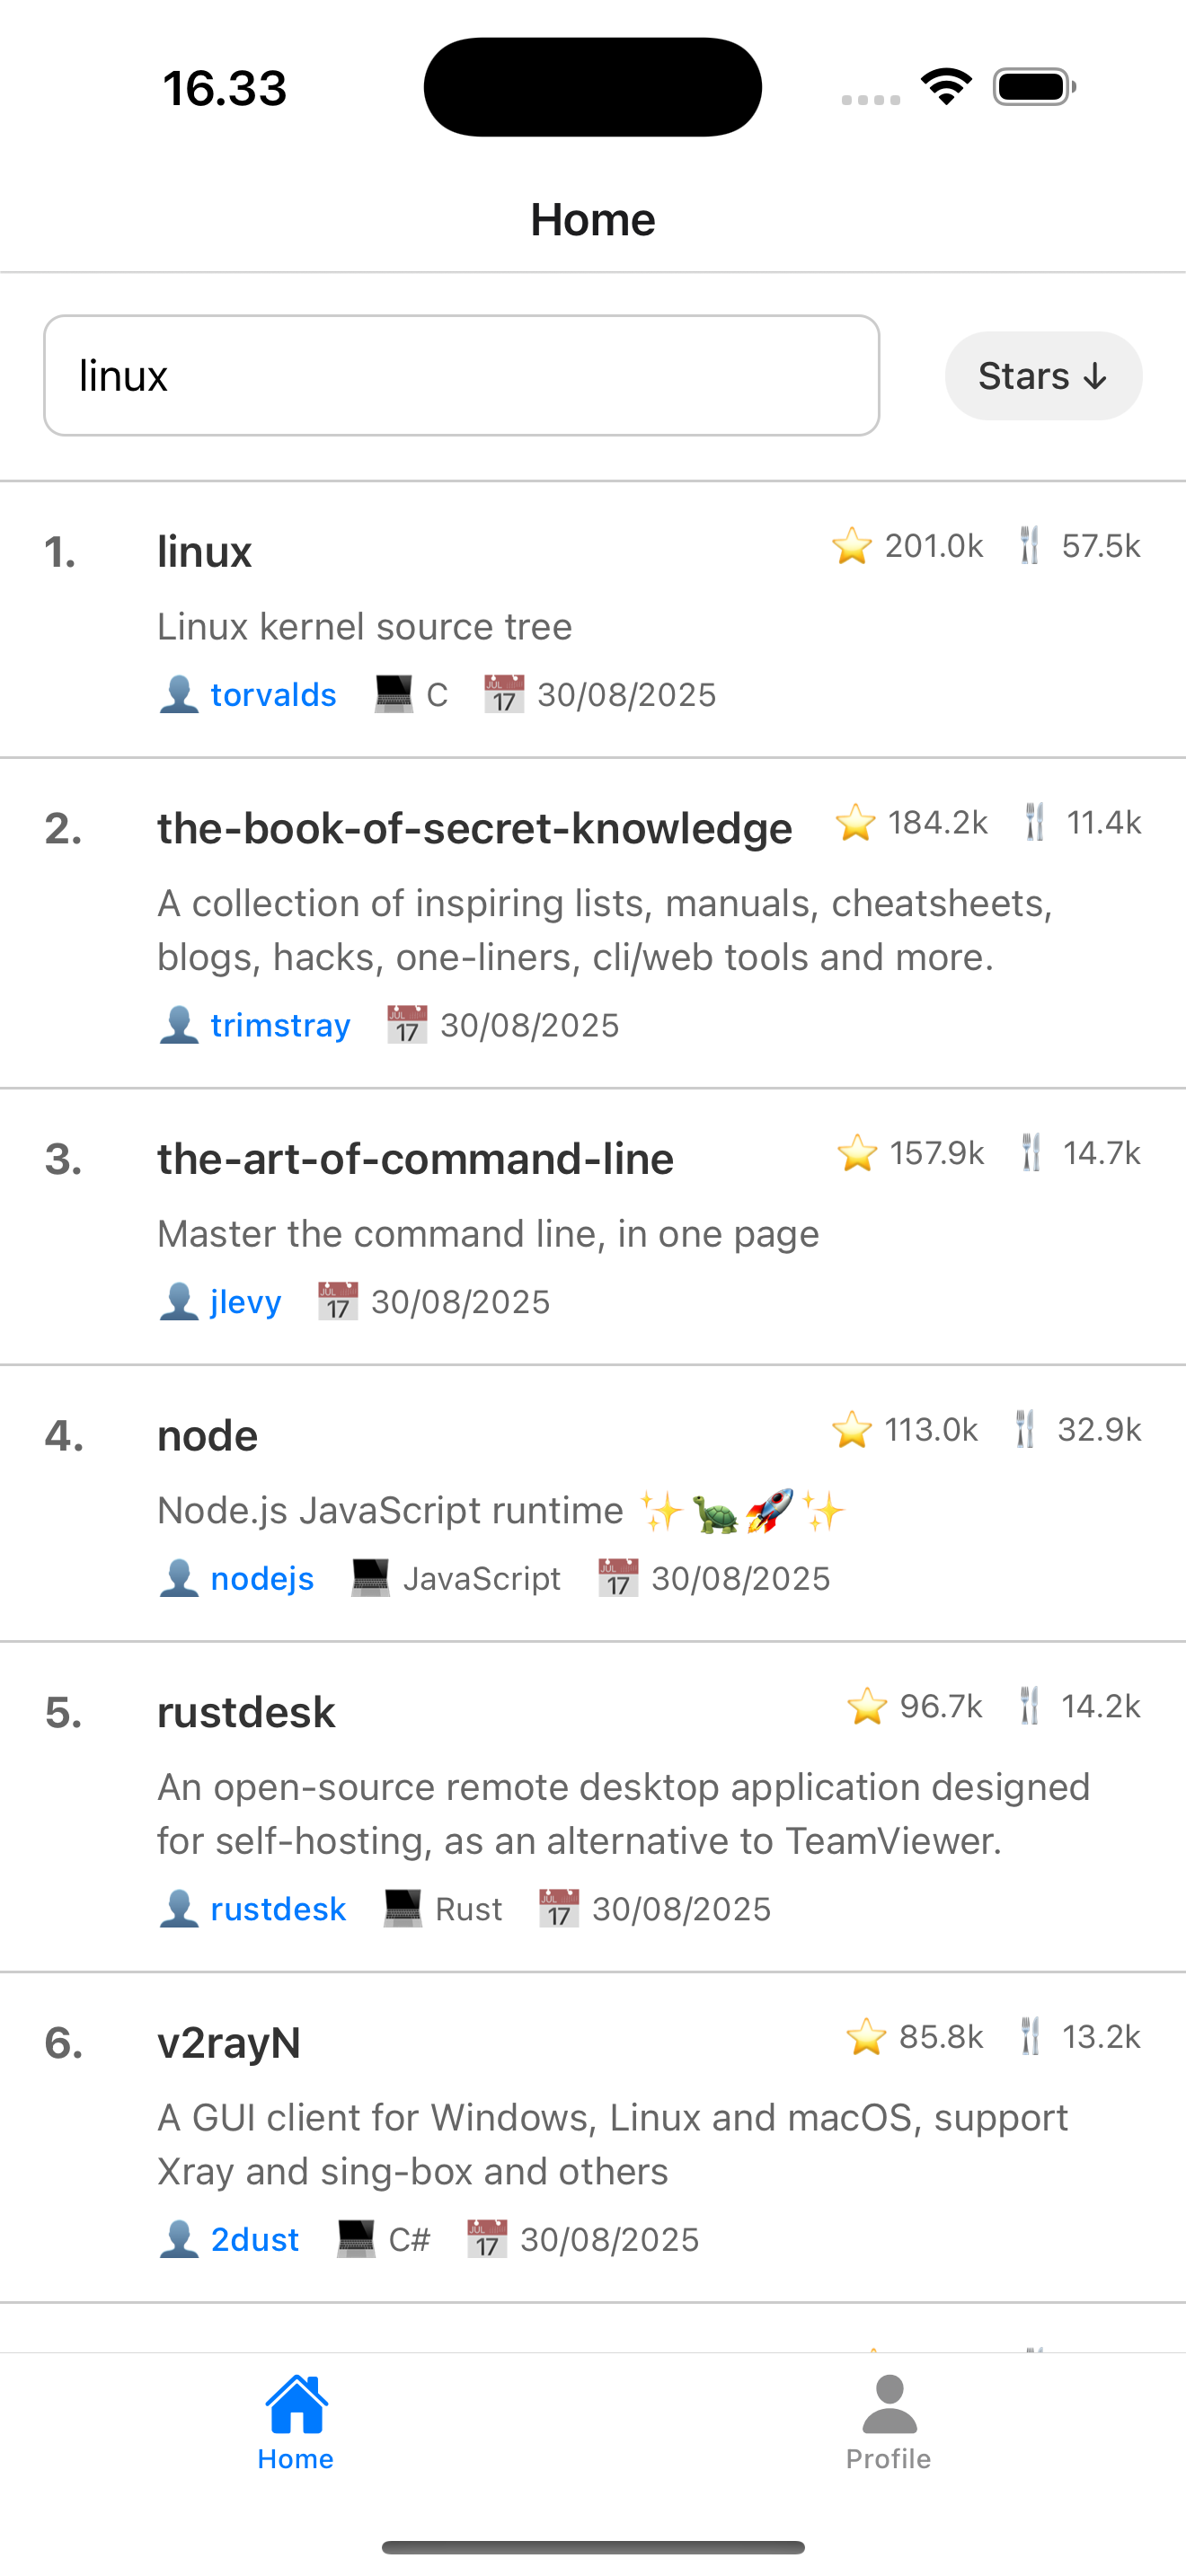 16.33
Home
linux
Stars ↓
1. linux ⭐ 201.0k 🍴 57.5k
Linux kernel source tree
👤 torvalds 💻 C 📅 30/08/2025
2. the-book-of-secret-knowledge ⭐ 184.2k 🍴 11.4k
A collection of inspiring lists, manuals, cheatsheets,
blogs, hacks, one-liners, cli/web tools and more.
👤 trimstray 📅 30/08/2025
3. the-art-of-command-line ⭐ 157.9k 🍴 14.7k
Master the command line, in one page
👤 jlevy 📅 30/08/2025
4. node ⭐ 113.0k 🍴 32.9k
Node.js JavaScript runtime ✨🐢🚀✨
👤 nodejs 💻 JavaScript 📅 30/08/2025
5. rustdesk ⭐ 96.7k 🍴 14.2k
An open-source remote desktop application designed
for self-hosting, as an alternative to TeamViewer.
👤 rustdesk 💻 Rust 📅 30/08/2025
6. v2rayN ⭐ 85.8k 🍴 13.2k
A GUI client for Windows, Linux and macOS, support
Xray and sing-box and others
👤 2dust 💻 C# 📅 30/08/2025
Home Profile